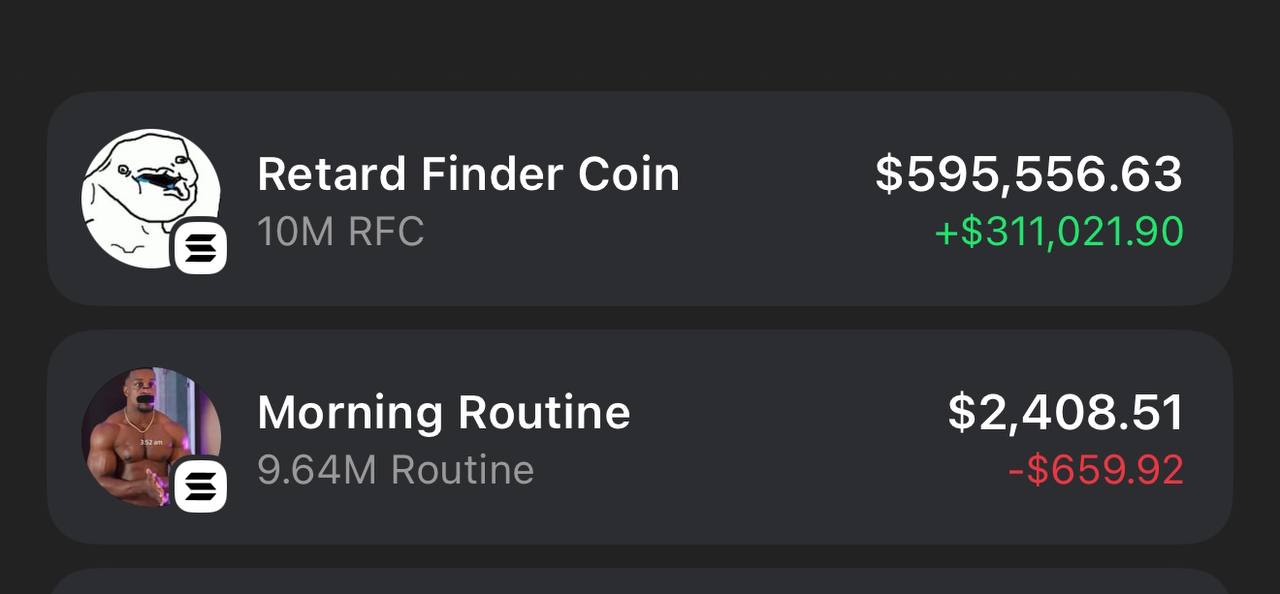 Retard Finder Coin
$595,556.63
10M RFC
+$311,021.90
3:52 am
Morning Routine
$2,408.51
9.64M Routine
-$659.92